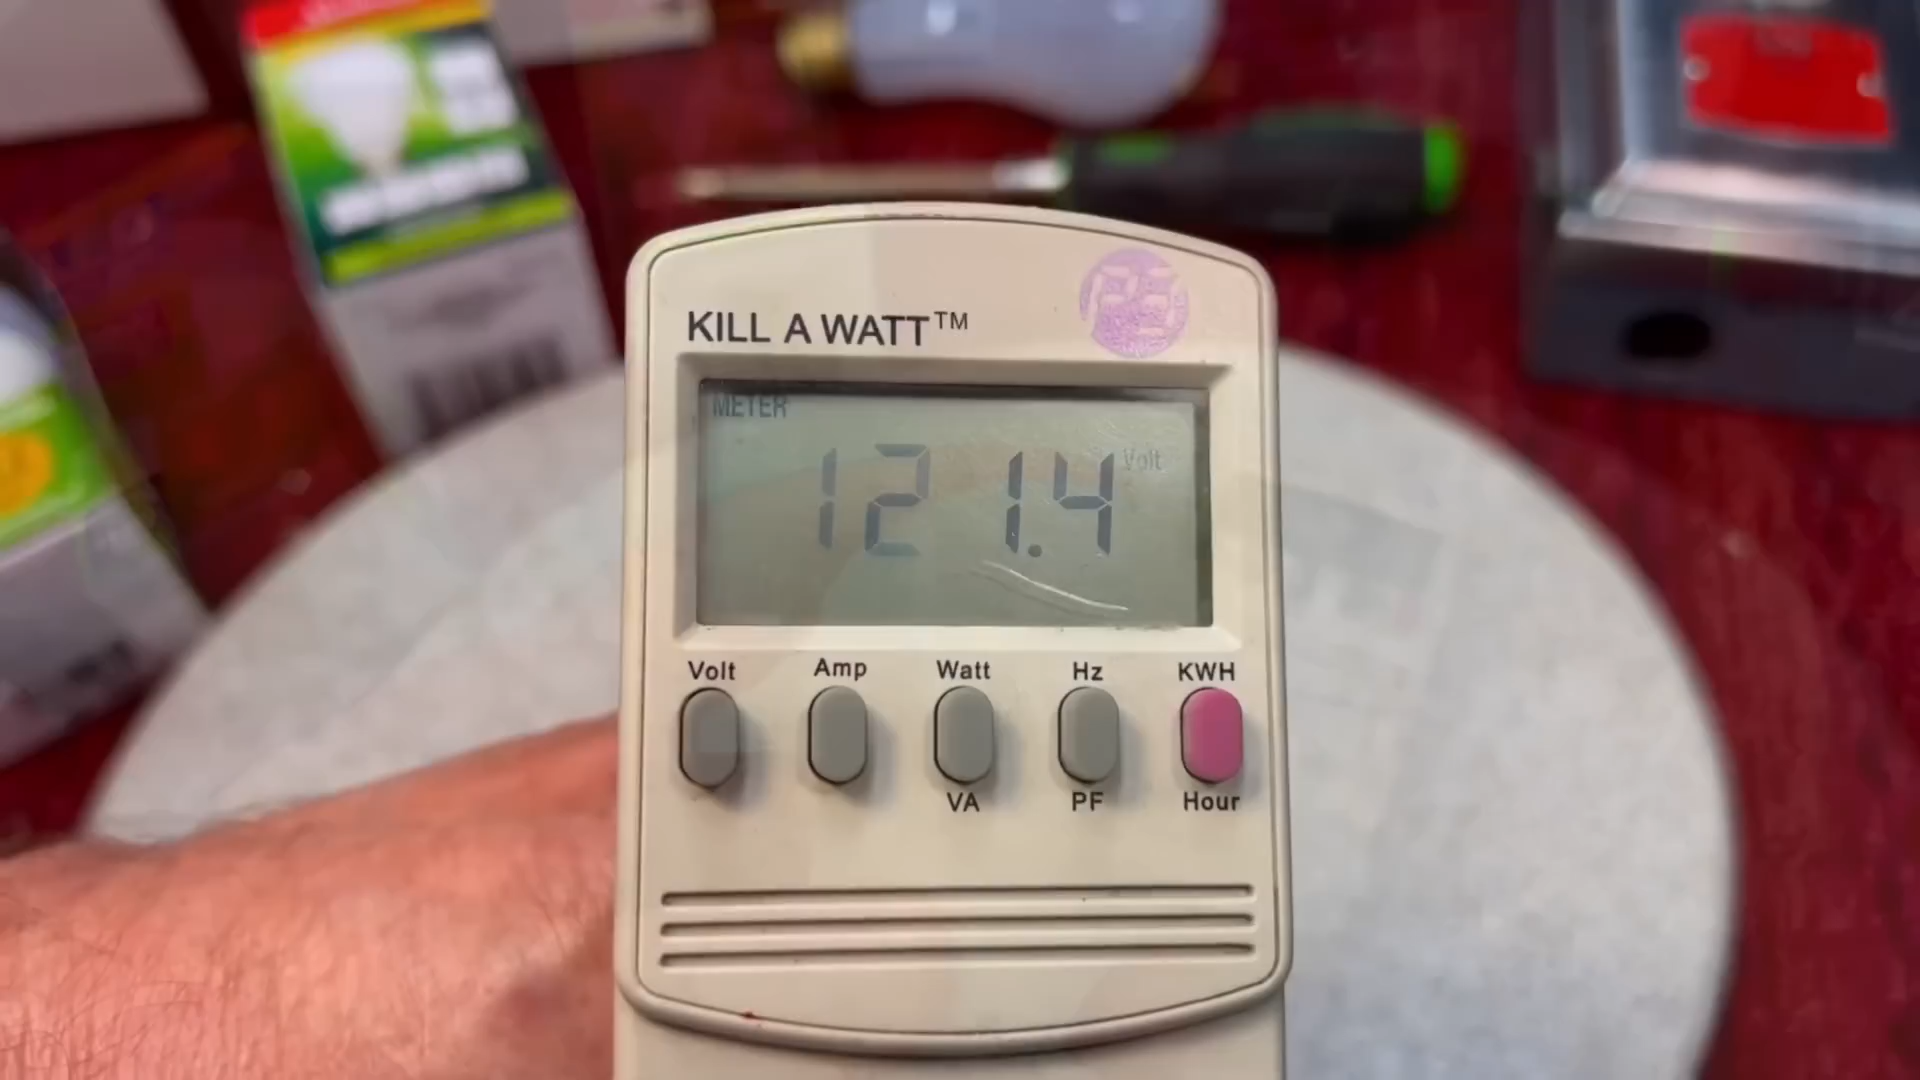 KILL A WATT™
METER
121.4 Volt
Volt Amp Watt Hz KWH
VA PF Hour